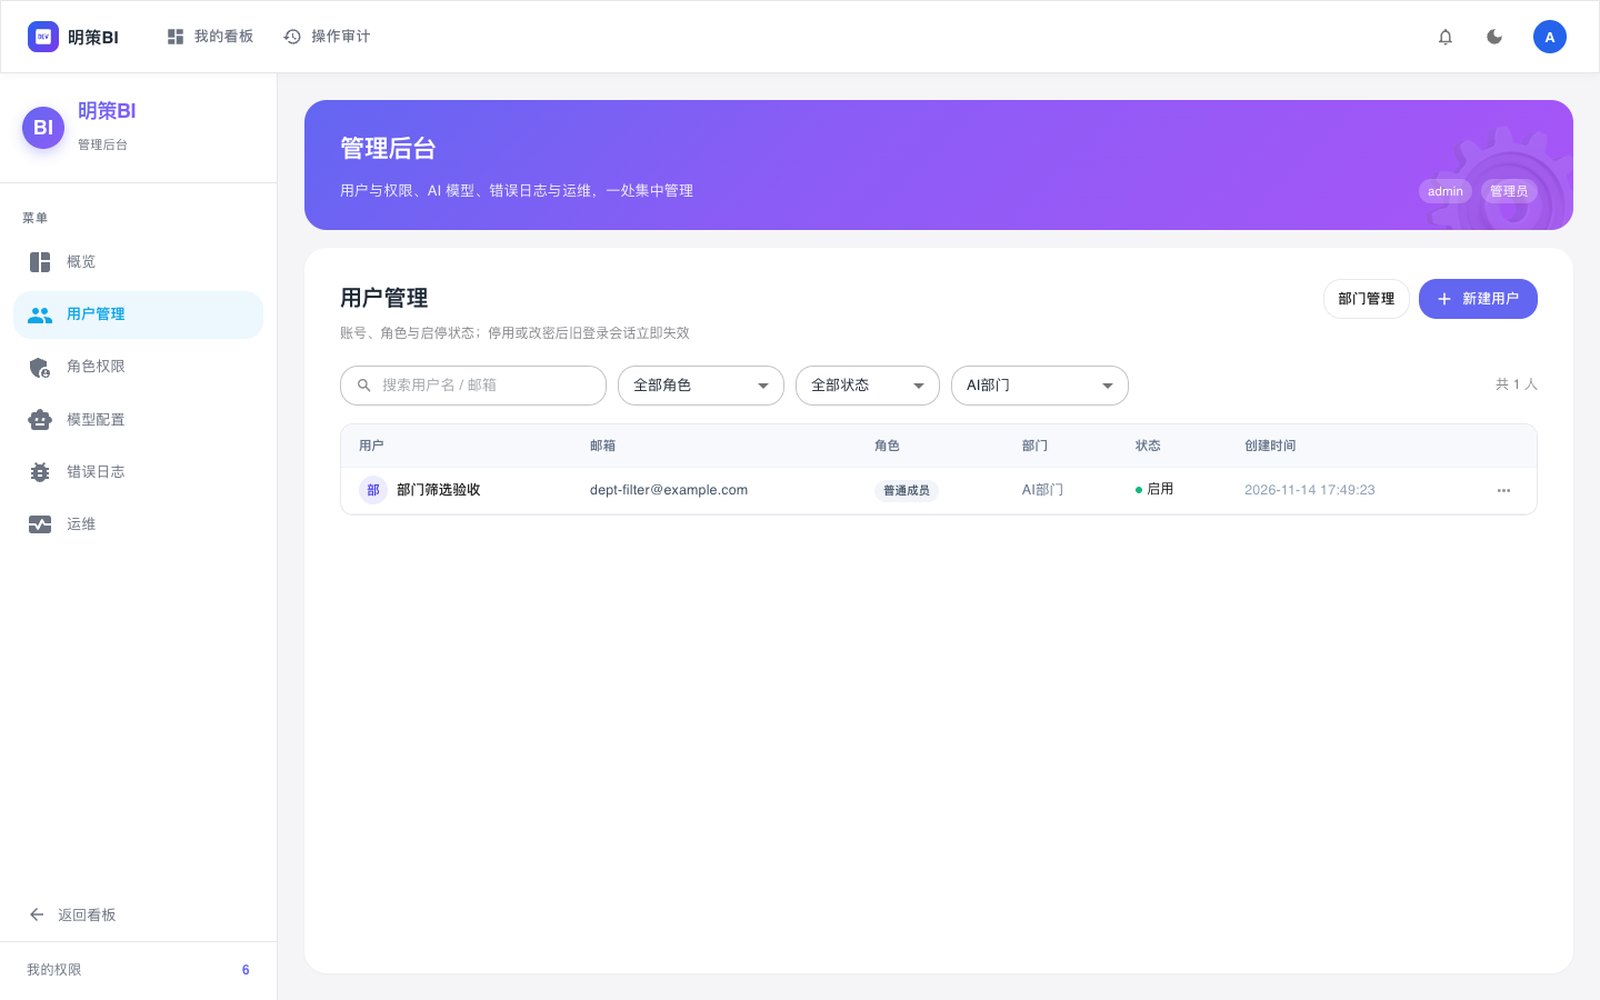 明策BI 我的看板 操作审计 A
BI 明策BI
管理后台
菜单
概览
用户管理
角色权限
模型配置
错误日志
运维
返回看板
我的权限 6
管理后台
用户与权限、AI 模型、错误日志与运维，一处集中管理
admin 管理员
用户管理
账号、角色与启停状态；停用或改密后旧登录会话立即失效
部门管理 新建用户
搜索用户名 / 邮箱 全部角色 全部状态 AI部门 共 1 人
用户 邮箱 角色 部门 状态 创建时间
部 部门筛选验收 dept-filter@example.com 普通成员 AI部门 启用 2026-11-14 17:49:23